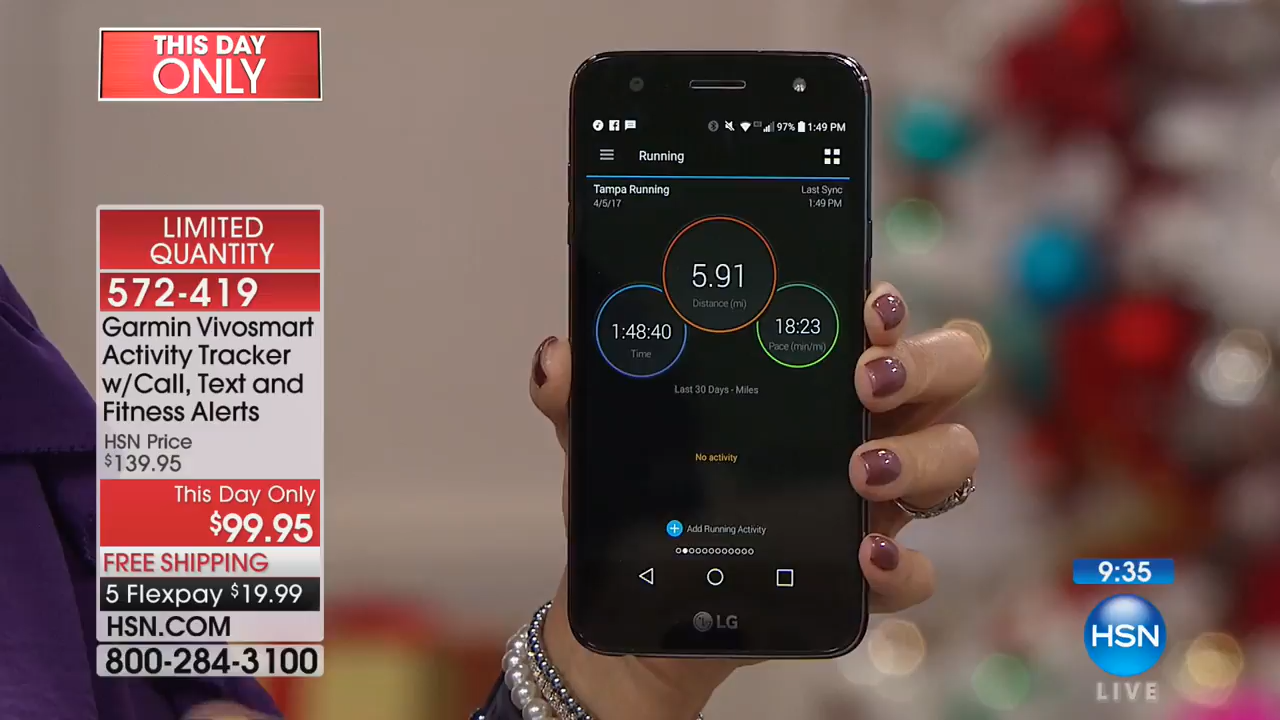 THIS DAY
ONLY
LIMITED
QUANTITY
572-419
Garmin Vivosmart
Activity Tracker
w/Call, Text and
Fitness Alerts
HSN Price
$139.95
This Day Only
$99.95
FREE SHIPPING
5 Flexpay $19.99
HSN.COM
800-284-3100
97% 1:49 PM
Running
Tampa Running
4/5/17
Last Sync
1:49 PM
5.91
Distance (mi)
1:48:40
Time
18:23
Pace (min/mi)
Last 30 Days - Miles
No activity
Add Running Activity
LG
9:35
HSN
LIVE